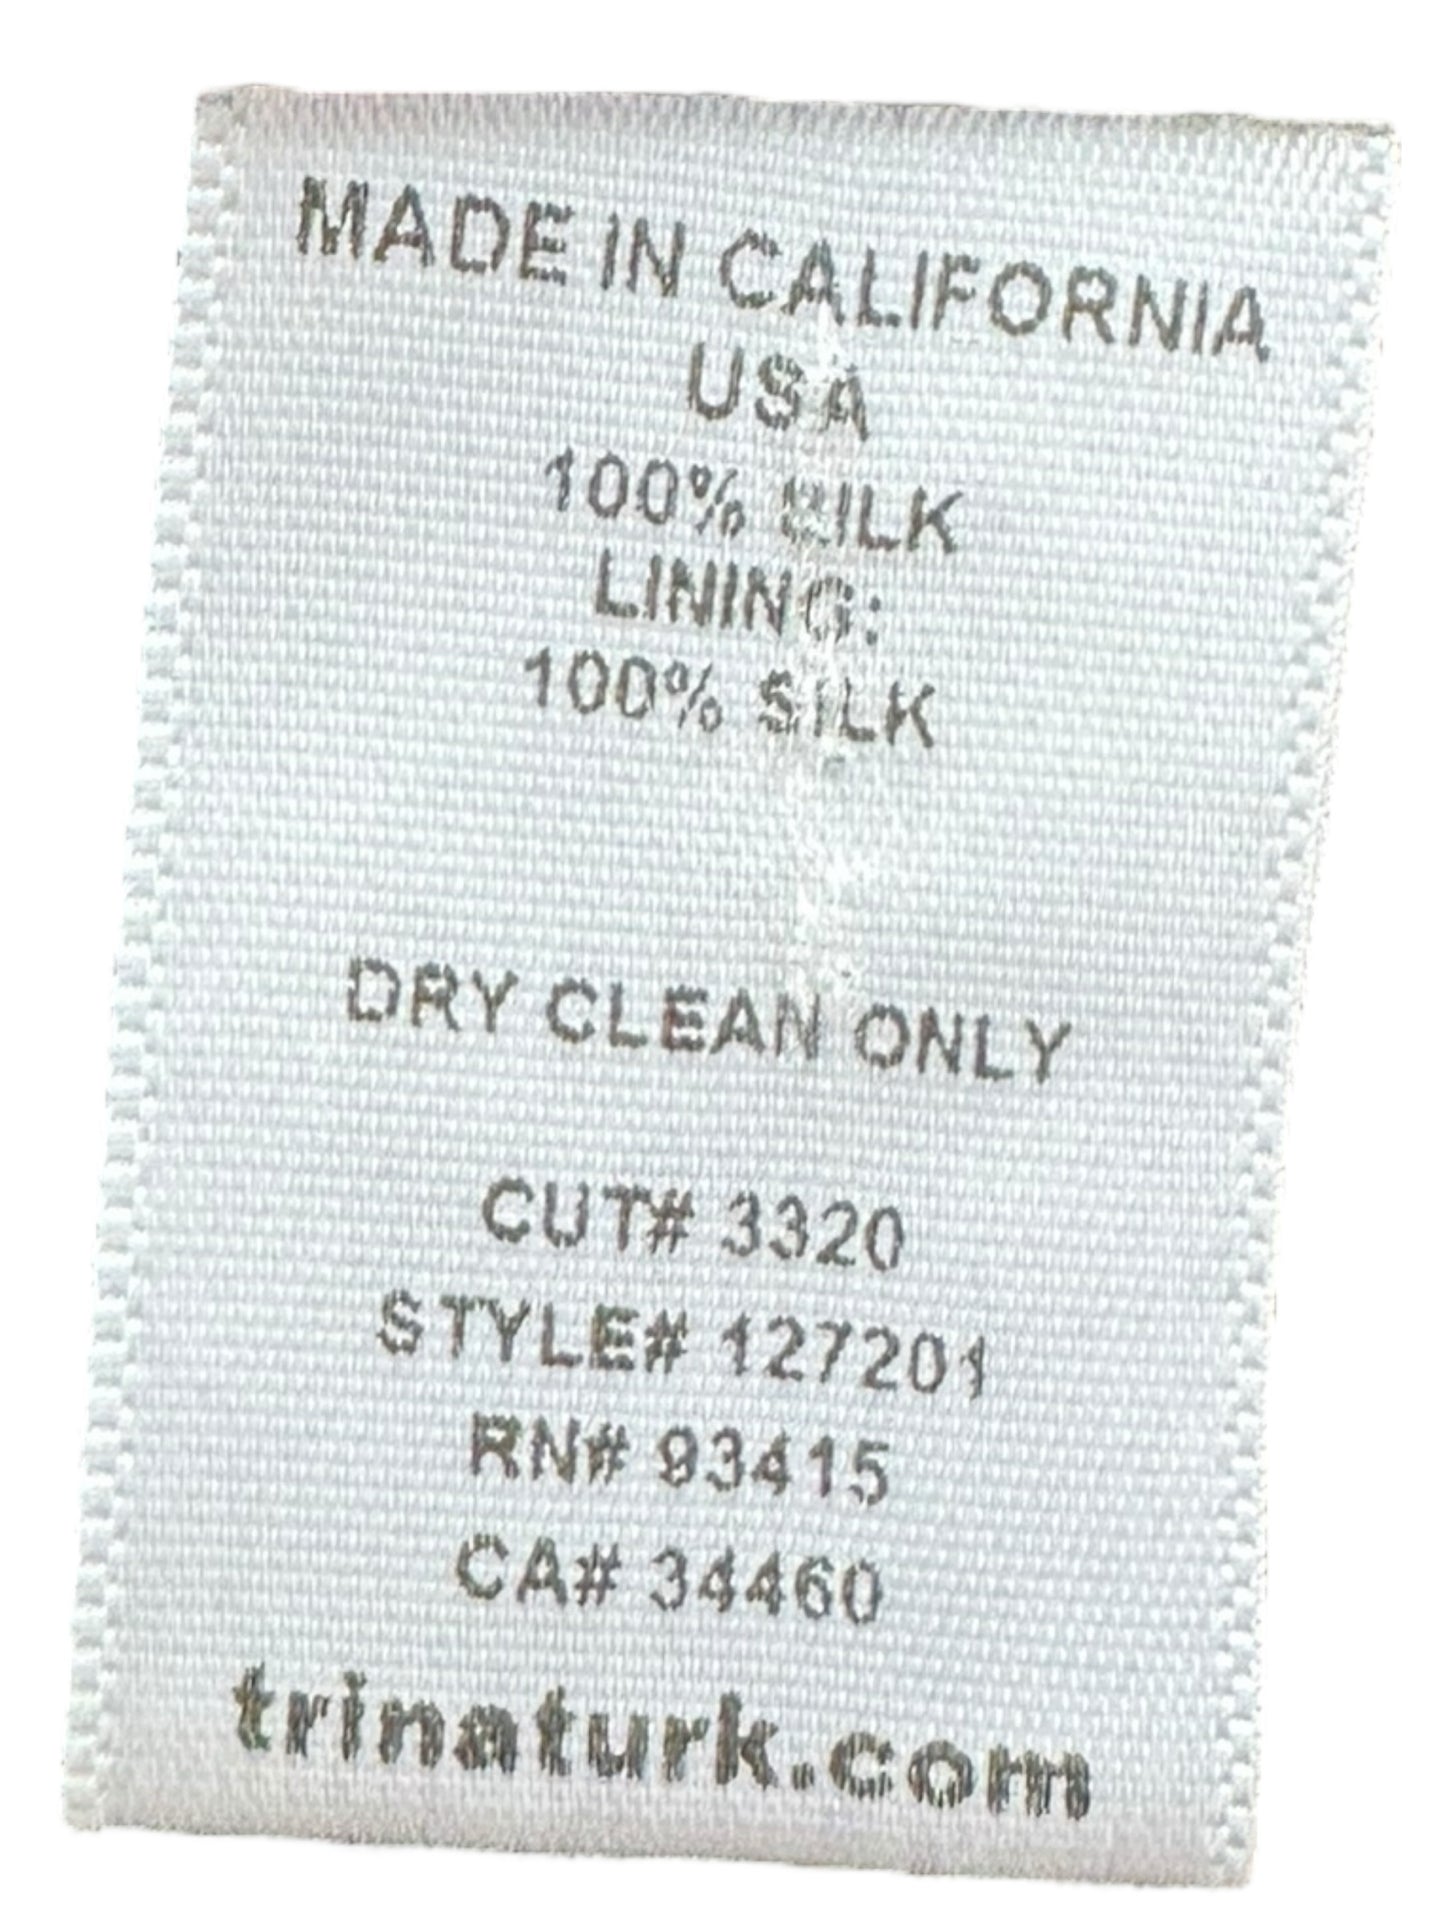 MADE IN CALIFORNIA
USA
100% SILK
LINING:
100% SILK
DRY CLEAN ONLY
CUT# 3320
STYLE# 127201
RN# 93415
CA# 34460
trinaturk.com